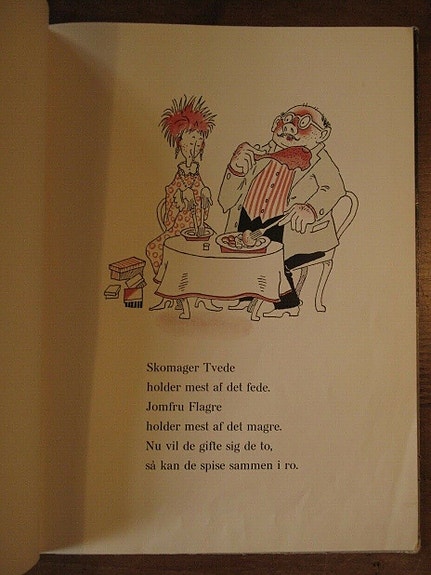 Skomager Tvede
holder mest af det fede.
Jomfru Flagre
holder mest af det magre.
Nu vil de gifte sig de to,
så kan de spise sammen i ro.